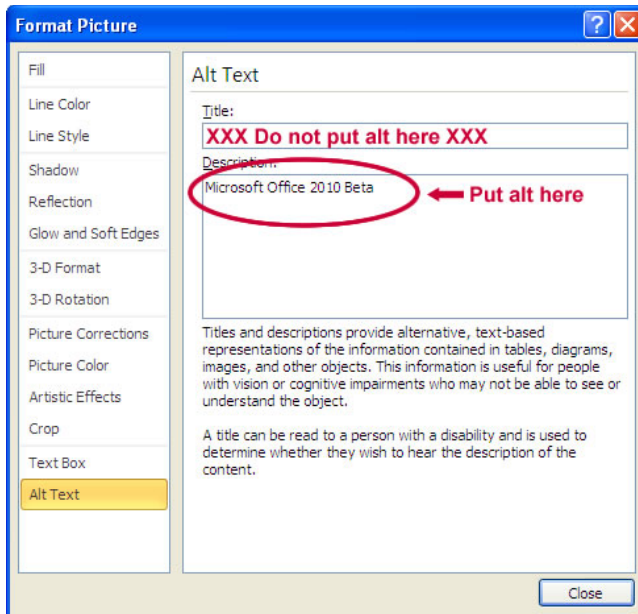 Format Picture
Fill
Line Color
Line Style
Shadow
Reflection
Glow and Soft Edges
3-D Format
3-D Rotation
Picture Corrections
Picture Color
Artistic Effects
Crop
Text Box
Alt Text
Alt Text
Title:
XXX Do not put alt here XXX
Description:
Microsoft Office 2010 Beta
Put alt here
Titles and descriptions provide alternative, text-based
representations of the information contained in tables, diagrams,
images, and other objects. This information is useful for people
with vision or cognitive impairments who may not be able to see or
understand the object.
A title can be read to a person with a disability and is used to
determine whether they wish to hear the description of the
content.
Close